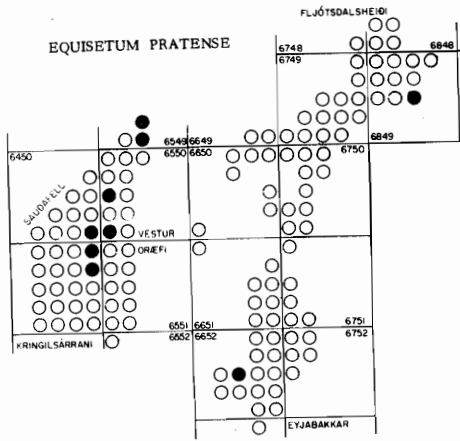 FLJÓTSDALSHEIÐI
EQUISETUM PRATENSE
6748 6848
6749
6849
6549 6649
6450 6550 6650 6750
SAUÐAFELL
VESTUR
ÖRÆFI
6551 6651 6751
KRINGILSÁRRANI 6552 6652 6752
EYJABAKKAR